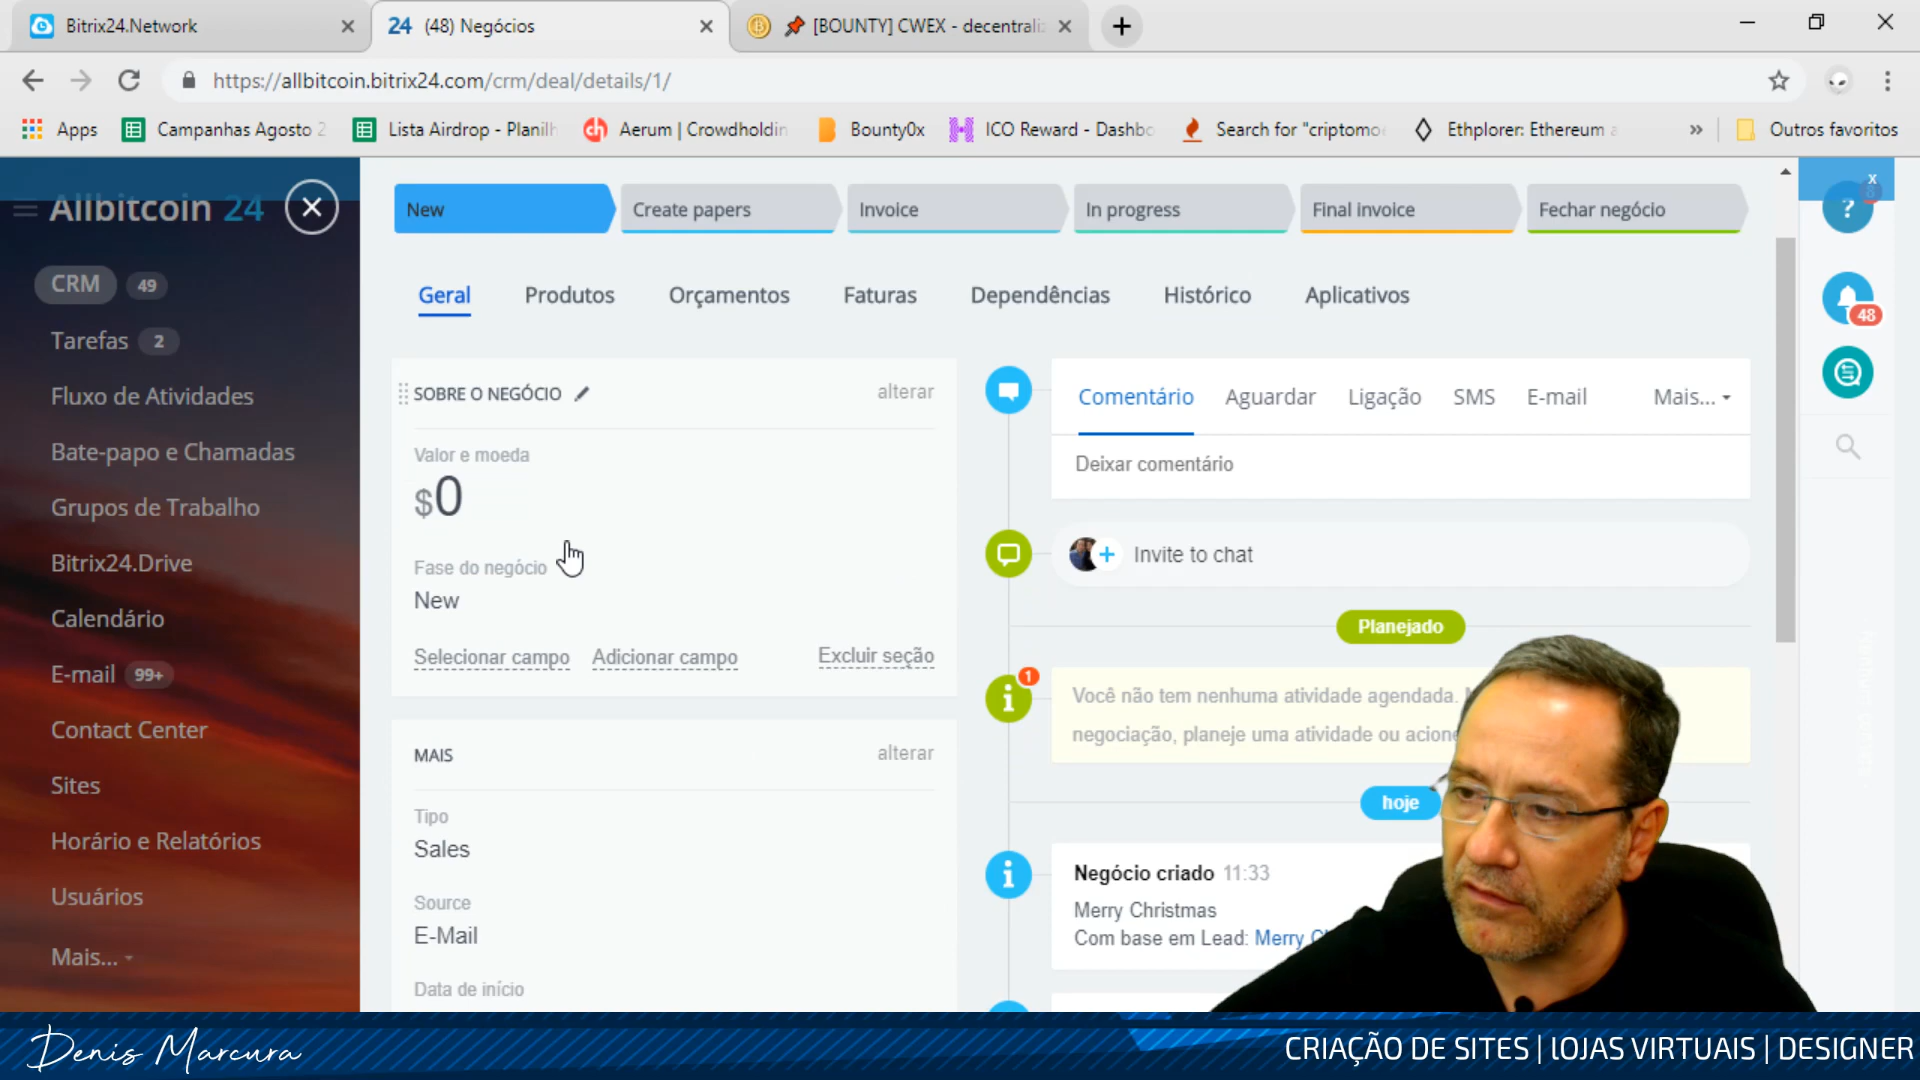 Bitrix24.Network
24 (48) Negócios
[BOUNTY] CWEX - decentrali
https://allbitcoin.bitrix24.com/crm/deal/details/1/
Apps
Campanhas Agosto 2
Lista Airdrop - Planilh
Aerum | Crowdholdin
Bounty0x
ICO Reward - Dashbo
Search for "criptomo
Ethplorer: Ethereum a
»
Outros favoritos
Allbitcoin 24
CRM 49
Tarefas 2
Fluxo de Atividades
Bate-papo e Chamadas
Grupos de Trabalho
Bitrix24.Drive
Calendário
E-mail 99+
Contact Center
Sites
Horário e Relatórios
Usuários
Mais...
New
Create papers
Invoice
In progress
Final invoice
Fechar negócio
Geral
Produtos
Orçamentos
Faturas
Dependências
Histórico
Aplicativos
SOBRE O NEGÓCIO
alterar
Valor e moeda
$0
Fase do negócio
New
Selecionar campo
Adicionar campo
Excluir seção
MAIS
alterar
Tipo
Sales
Source
E-Mail
Data de início
Comentário
Aguardar
Ligação
SMS
E-mail
Mais...
Deixar comentário
Invite to chat
Planejado
1
Você não tem nenhuma atividade agendada.
negociação, planeje uma atividade ou acione
hoje
Negócio criado 11:33
Merry Christmas
Com base em Lead: Merry
x
?
48
Denis Marcura
CRIAÇÃO DE SITES | LOJAS VIRTUAIS | DESIGNER